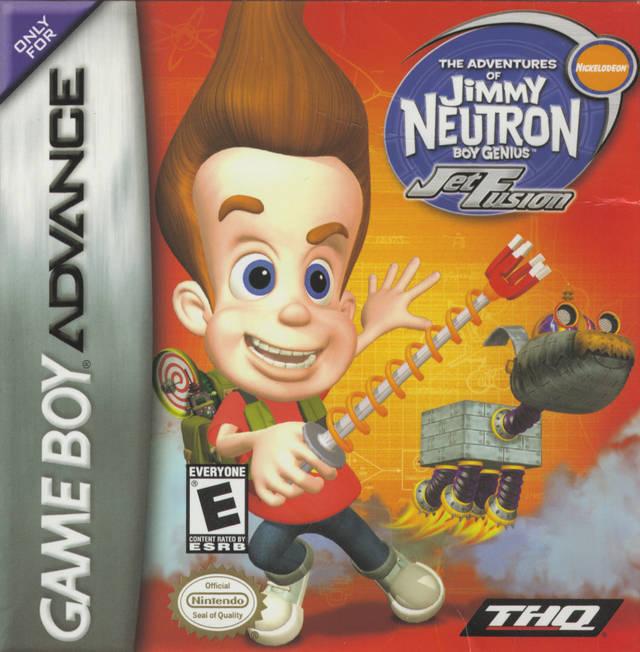 ONLY
FOR
GAME BOY ADVANCE
THE ADVENTURES
OF
JIMMY
NEUTRON
BOY GENIUS™
Jet Fusion
NICKELODEON
EVERYONE
E
CONTENT RATED BY
ESRB
Official
Nintendo
Seal of Quality
THQ